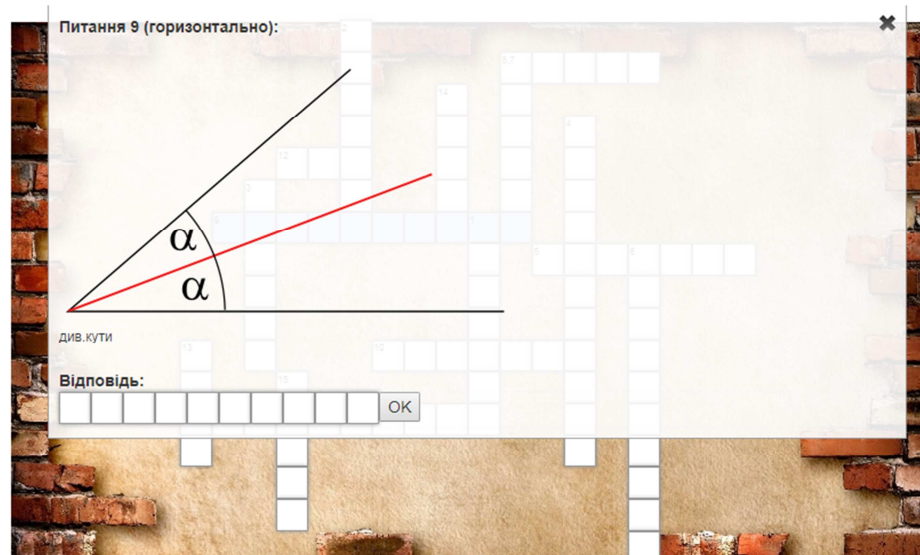 Питання 9 (горизонтально):
α
α
див.кути
Відповідь:
OK